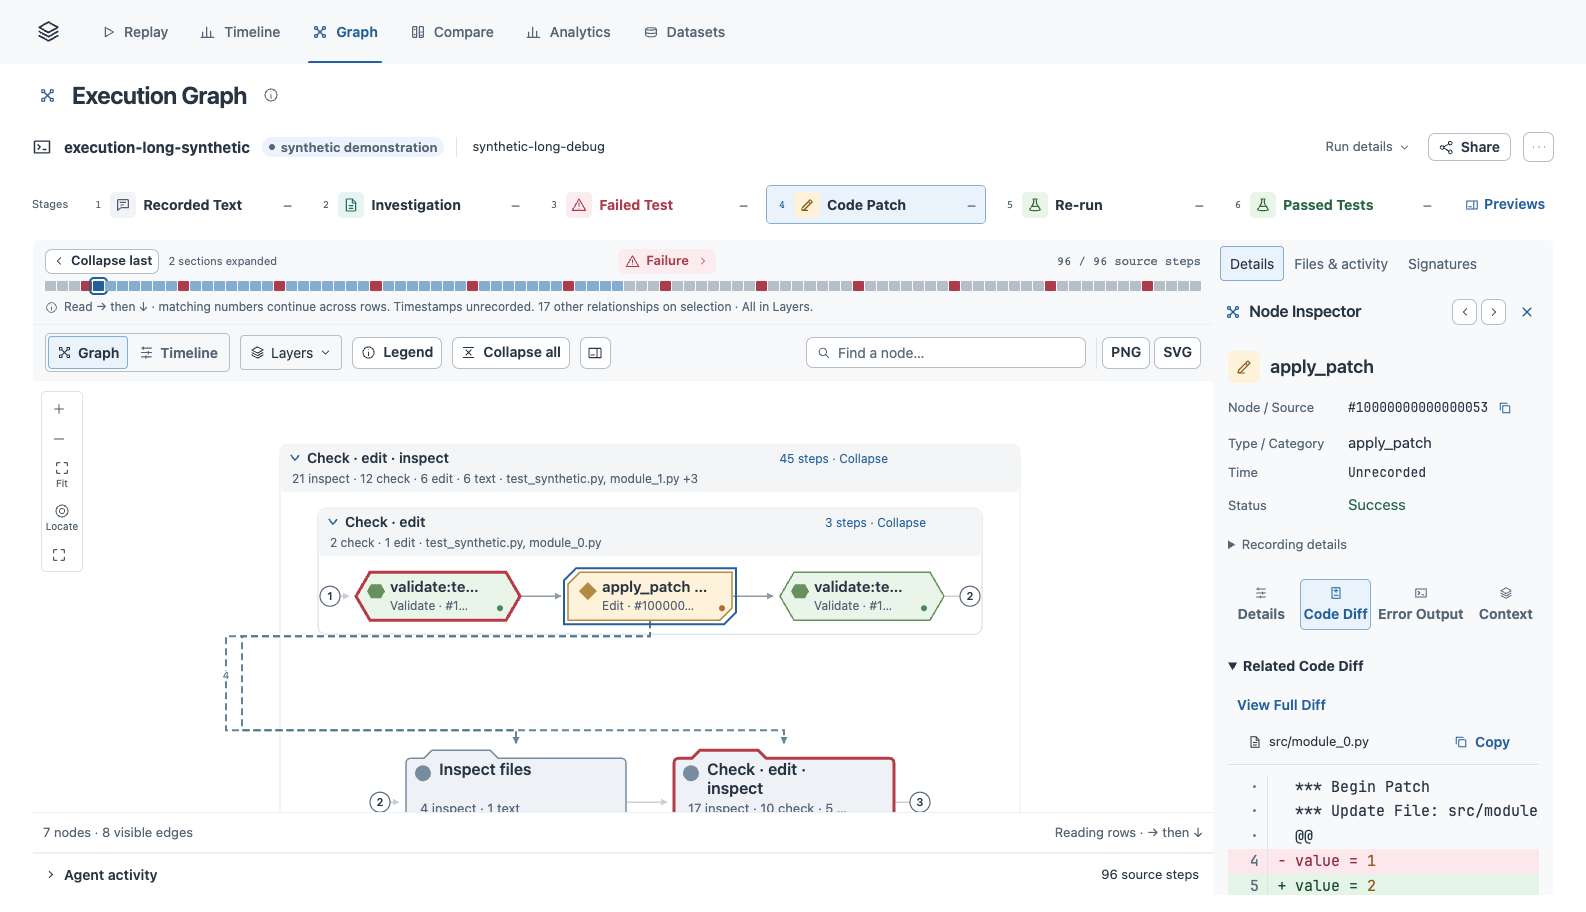 Replay Timeline Graph Compare Analytics Datasets
Execution Graph
execution-long-synthetic • synthetic demonstration synthetic-long-debug Run details Share ...
Stages 1 Recorded Text – 2 Investigation – 3 Failed Test – 4 Code Patch – 5 Re-run – 6 Passed Tests – Previews
Collapse last 2 sections expanded Failure 96 / 96 source steps
Read → then ↓ · matching numbers continue across rows. Timestamps unrecorded. 17 other relationships on selection · All in Layers.
Graph Timeline Layers Legend Collapse all Find a node... PNG SVG
+
−
Fit
Locate
Check · edit · inspect 45 steps · Collapse
21 inspect · 12 check · 6 edit · 6 text · test_synthetic.py, module_1.py +3
Check · edit 3 steps · Collapse
2 check · 1 edit · test_synthetic.py, module_0.py
1 validate:te... apply_patch ... validate:te... 2
Validate · #1... Edit · #100000... Validate · #1...
4
Inspect files Check · edit · inspect
2 4 inspect · 1 text 17 inspect · 10 check · 5 ... 3
7 nodes · 8 visible edges Reading rows · → then ↓
Agent activity 96 source steps
Details Files & activity Signatures
Node Inspector
apply_patch
Node / Source #10000000000000053
Type / Category apply_patch
Time Unrecorded
Status Success
Recording details
Details Code Diff Error Output Context
Related Code Diff
View Full Diff
src/module_0.py Copy
· *** Begin Patch
· *** Update File: src/module
· @@
4 - value = 1
5 + value = 2